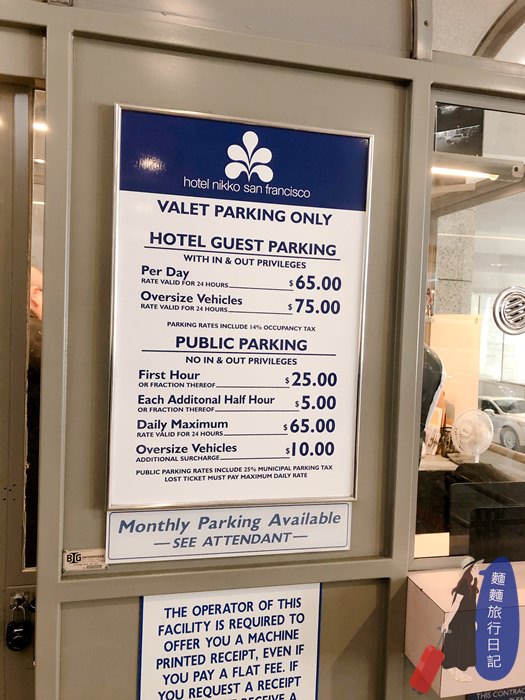 hotel nikko san francisco
VALET PARKING ONLY
HOTEL GUEST PARKING
WITH IN & OUT PRIVILEGES
Per Day
RATE VALID FOR 24 HOURS $65.00
Oversize Vehicles
RATE VALID FOR 24 HOURS $75.00
PARKING RATES INCLUDE 14% OCCUPANCY TAX
PUBLIC PARKING
NO IN & OUT PRIVILEGES
First Hour
OR FRACTION THEREOF $25.00
Each Additonal Half Hour
OR FRACTION THEREOF $5.00
Daily Maximum
RATE VALID FOR 24 HOURS $65.00
Oversize Vehicles
ADDITIONAL SURCHARGE $10.00
PUBLIC PARKING RATES INCLUDE 25% MUNICIPAL PARKING TAX
LOST TICKET MUST PAY MAXIMUM DAILY RATE
Monthly Parking Available
—SEE ATTENDANT—
BIG
THE OPERATOR OF THIS
FACILITY IS REQUIRED TO
OFFER YOU A MACHINE
PRINTED RECEIPT, EVEN IF
YOU PAY A FLAT FEE. IF
YOU REQUEST A RECEIPT
RECEIVE A
THIS CONTRAC
麵麵旅行日記